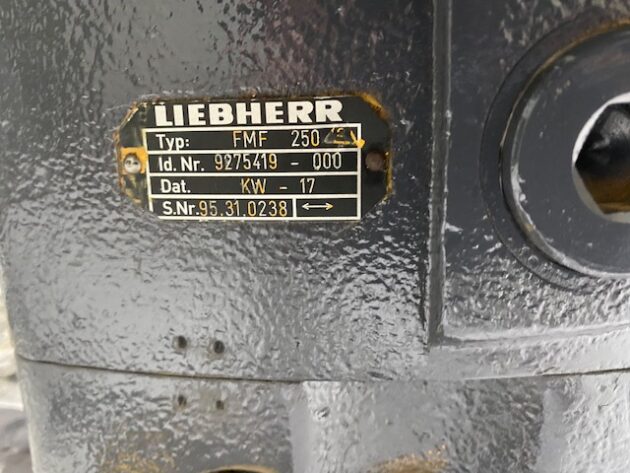 LIEBHERR
Typ: FMF 250
Id. Nr. 9275419 - 000
Dat. KW - 17
S.Nr. 95.31.0238 ↔